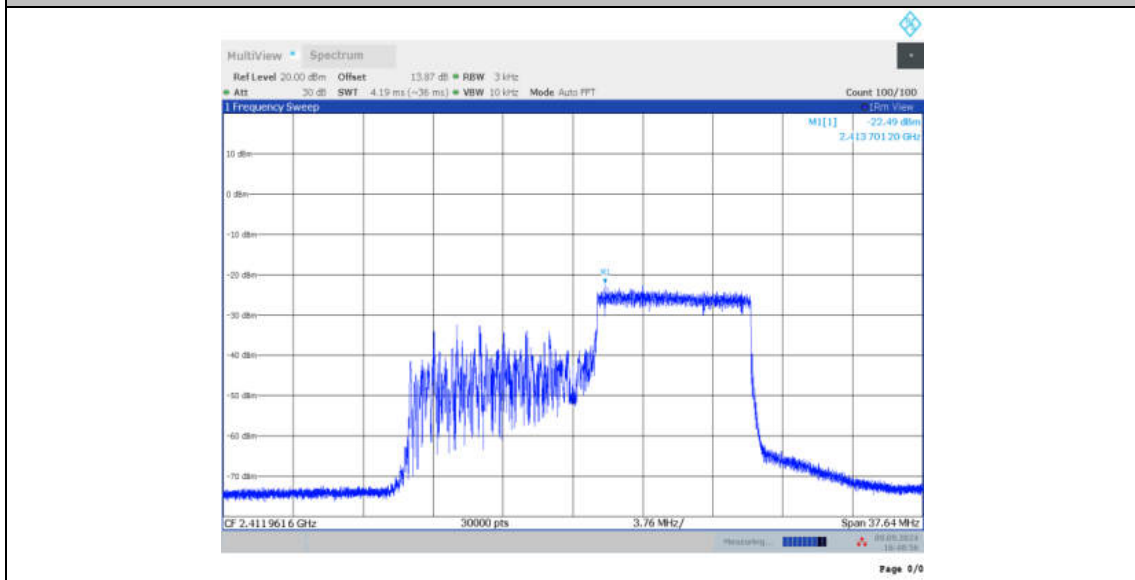 MultiView Spectrum
Ref Level 20.00 dBm Offset 13.87 dB RBW 3 kHz
Att 30 dB SWT 4.19 ms (~36 ms) VBW 10 kHz Mode Auto FFT Count 100/100
1 Frequency Sweep 1Rm View
M1[1] -22.49 dBm
2.413 701 20 GHz
10 dBm
0 dBm
-10 dBm
-20 dBm
M1
-30 dBm
-40 dBm
-50 dBm
-60 dBm
-70 dBm
CF 2.4119616 GHz 30000 pts 3.76 MHz/ Span 37.64 MHz
Measuring...
Page 0/0